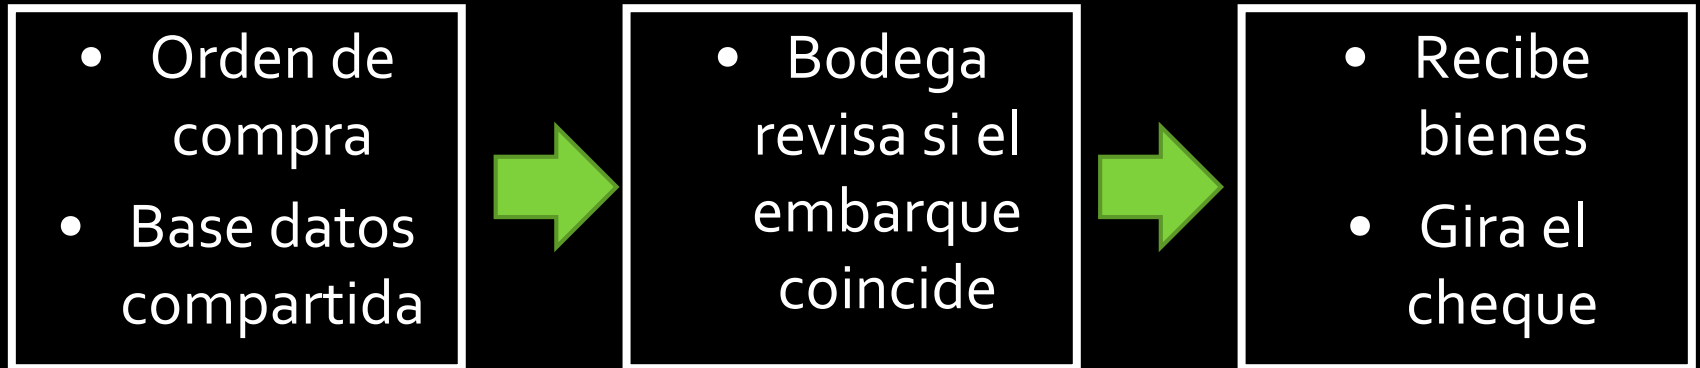 • Orden de
compra
• Base datos
compartida
• Bodega
revisa si el
embarque
coincide
• Recibe
bienes
• Gira el
cheque